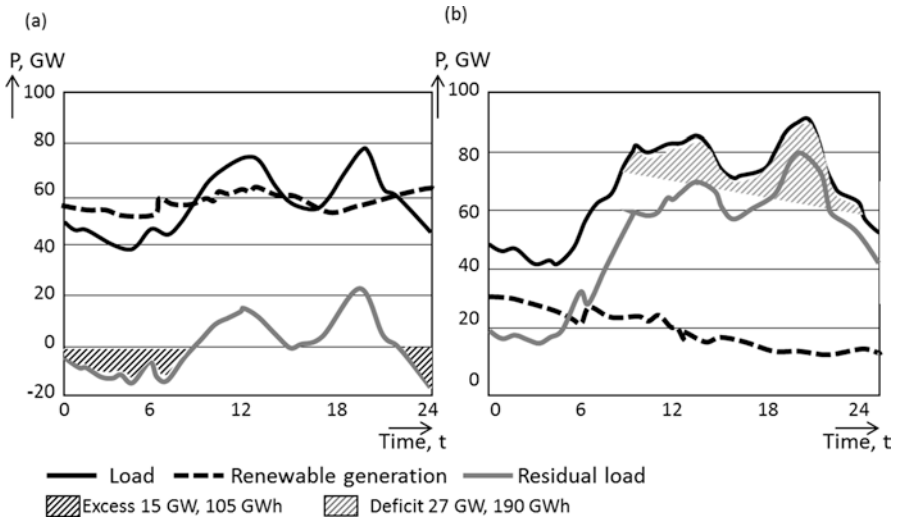 (a)
P, GW
100
80
60
40
20
0
-20
0 6 12 18 24
Time, t
(b)
P, GW
100
80
60
40
20
0
0 6 12 18 24
Time, t
Load Renewable generation Residual load
Excess 15 GW, 105 GWh Deficit 27 GW, 190 GWh